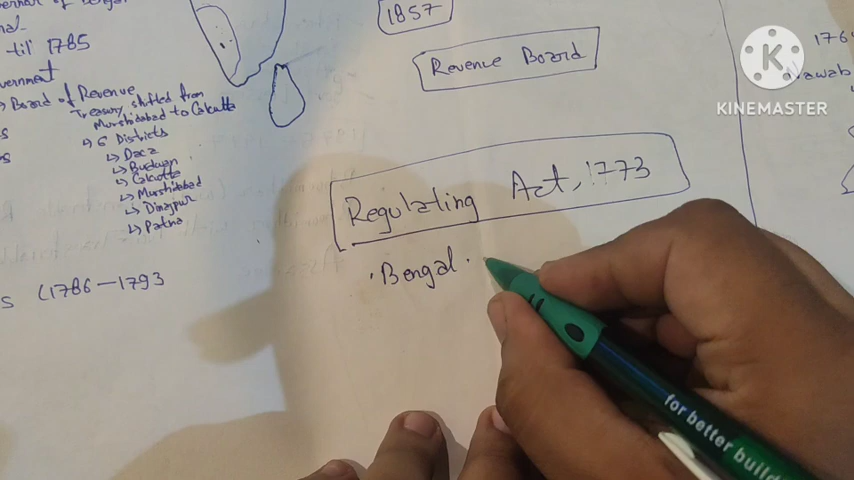 til' 1785
Board of Revenue
Treasury shifted from
Murshidabad to Calcutta
6 Districts
Daca
Burdwan
Calcutta
Murshidabad
Dinajpur
Patna
(1786-1793
1857
Revenue Board
Regulating Act, 1773
Bengal
KINEMASTER
for better build